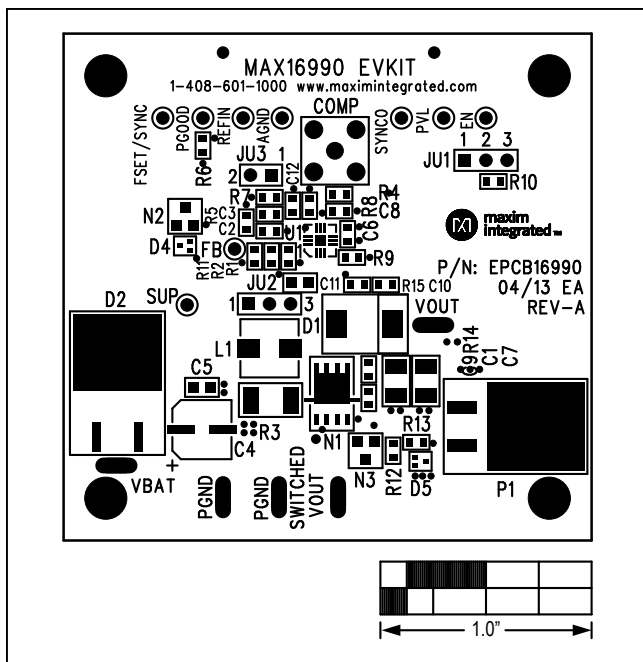 MAX16990 EVKIT
1-408-601-1000 www.maximintegrated.com
COMP
FSET/SYNC
PGOOD
REFIN
AGND
SYNCO
PVL
EN
R6
JU3
2 1
C12
1 2 3
JU1
R10
R7
R4
R8
C8
N2
R5
C3
C2
U1
C6
maxim
integrated™
D4
FB
R11
R2
R1
1
R9
P/N: EPCB16990
04/13 EA
REV-A
JU2
C11
R15 C10
D2
SUP
1 3
D1
VOUT
L1
R14
C9
C1
C7
C5
R3
C4
N1
R13
N3
R12
D5
P1
+
VBAT
PGND
PGND
SWITCHED
VOUT
1.0"